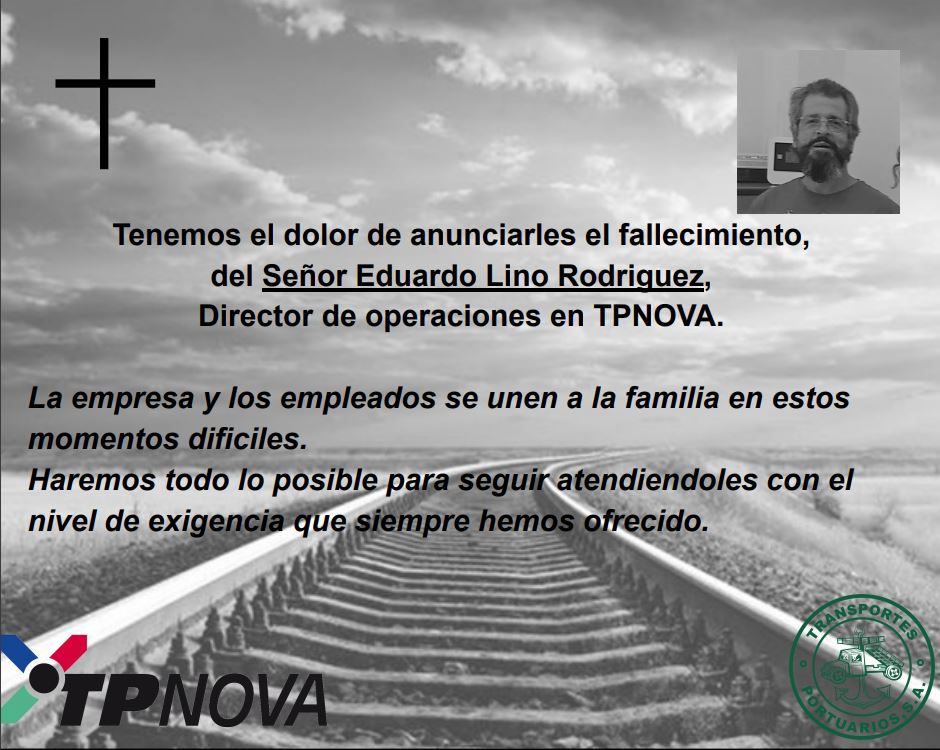 Tenemos el dolor de anunciarles el fallecimiento,
del Señor Eduardo Lino Rodriguez,
Director de operaciones en TPNOVA.
La empresa y los empleados se unen a la familia en estos
momentos dificiles.
Haremos todo lo posible para seguir atendiendoles con el
nivel de exigencia que siempre hemos ofrecido.
TPNOVA
TRANSPORTES
PORTUARIOS, S.A.